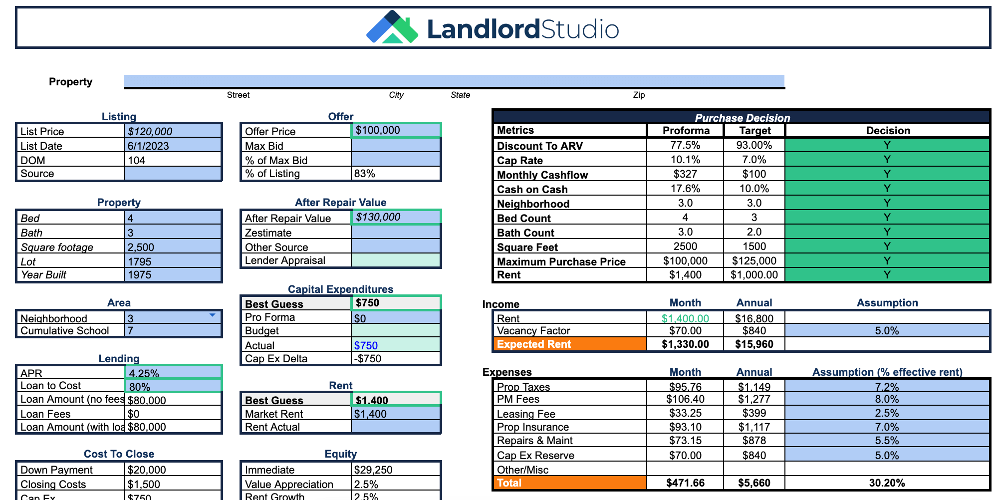 LandlordStudio
Property
Street City State Zip
Listing
List Price $120,000
List Date 6/1/2023
DOM 104
Source
Property
Bed 4
Bath 3
Square footage 2,500
Lot 1795
Year Built 1975
Area
Neighborhood 3
Cumulative School 7
Lending
APR 4.25%
Loan to Cost 80%
Loan Amount (no fees $80,000
Loan Fees $0
Loan Amount (with loa $80,000
Cost To Close
Down Payment $20,000
Closing Costs $1,500
Cap Ex $750
Offer
Offer Price $100,000
Max Bid
% of Max Bid
% of Listing 83%
After Repair Value
After Repair Value $130,000
Zestimate
Other Source
Lender Appraisal
Capital Expenditures
Best Guess $750
Pro Forma $0
Budget
Actual $750
Cap Ex Delta -$750
Rent
Best Guess $1,400
Market Rent $1,400
Rent Actual
Equity
Immediate $29,250
Value Appreciation 2.5%
Rent Growth 2.5%
Purchase Decision
Metrics Proforma Target Decision
Discount To ARV 77.5% 93.00% Y
Cap Rate 10.1% 7.0% Y
Monthly Cashflow $327 $100 Y
Cash on Cash 17.6% 10.0% Y
Neighborhood 3.0 3.0 Y
Bed Count 4 3 Y
Bath Count 3.0 2.0 Y
Square Feet 2500 1500 Y
Maximum Purchase Price $100,000 $125,000 Y
Rent $1,400 $1,000.00 Y
Income Month Annual Assumption
Rent $1,400.00 $16,800
Vacancy Factor $70.00 $840 5.0%
Expected Rent $1,330.00 $15,960
Expenses Month Annual Assumption (% effective rent)
Prop Taxes $95.76 $1,149 7.2%
PM Fees $106.40 $1,277 8.0%
Leasing Fee $33.25 $399 2.5%
Prop Insurance $93.10 $1,117 7.0%
Repairs & Maint $73.15 $878 5.5%
Cap Ex Reserve $70.00 $840 5.0%
Other/Misc
Total $471.66 $5,660 30.20%